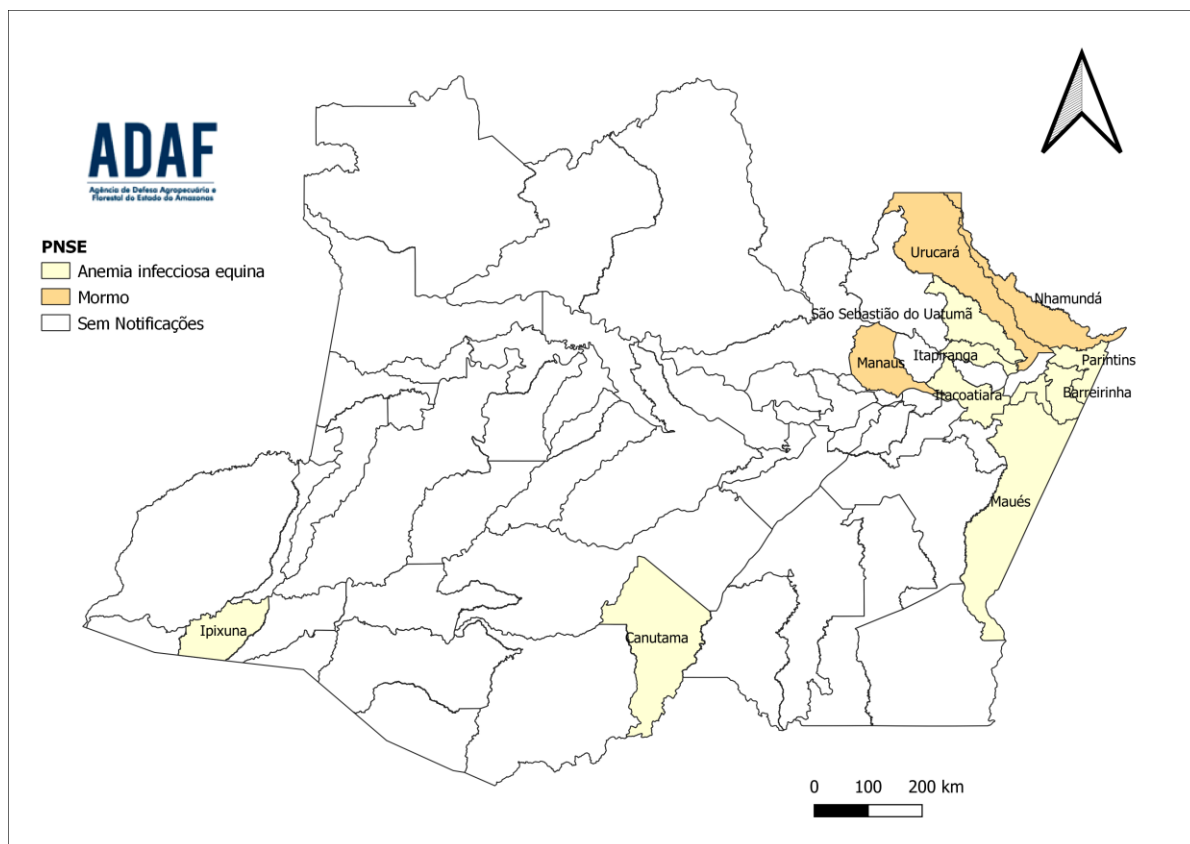 ADAF
Agência de Defesa Agropecuária e
Florestal do Estado do Amazonas
PNSE
Anemia infecciosa equina
Mormo
Sem Notificações
Urucará
Nhamundá
São Sebastião do Uatumã
Manaus
Itapiranga
Parintins
Itacoatiara
Barreirinha
Maués
Ipixuna
Canutama
0 100 200 km